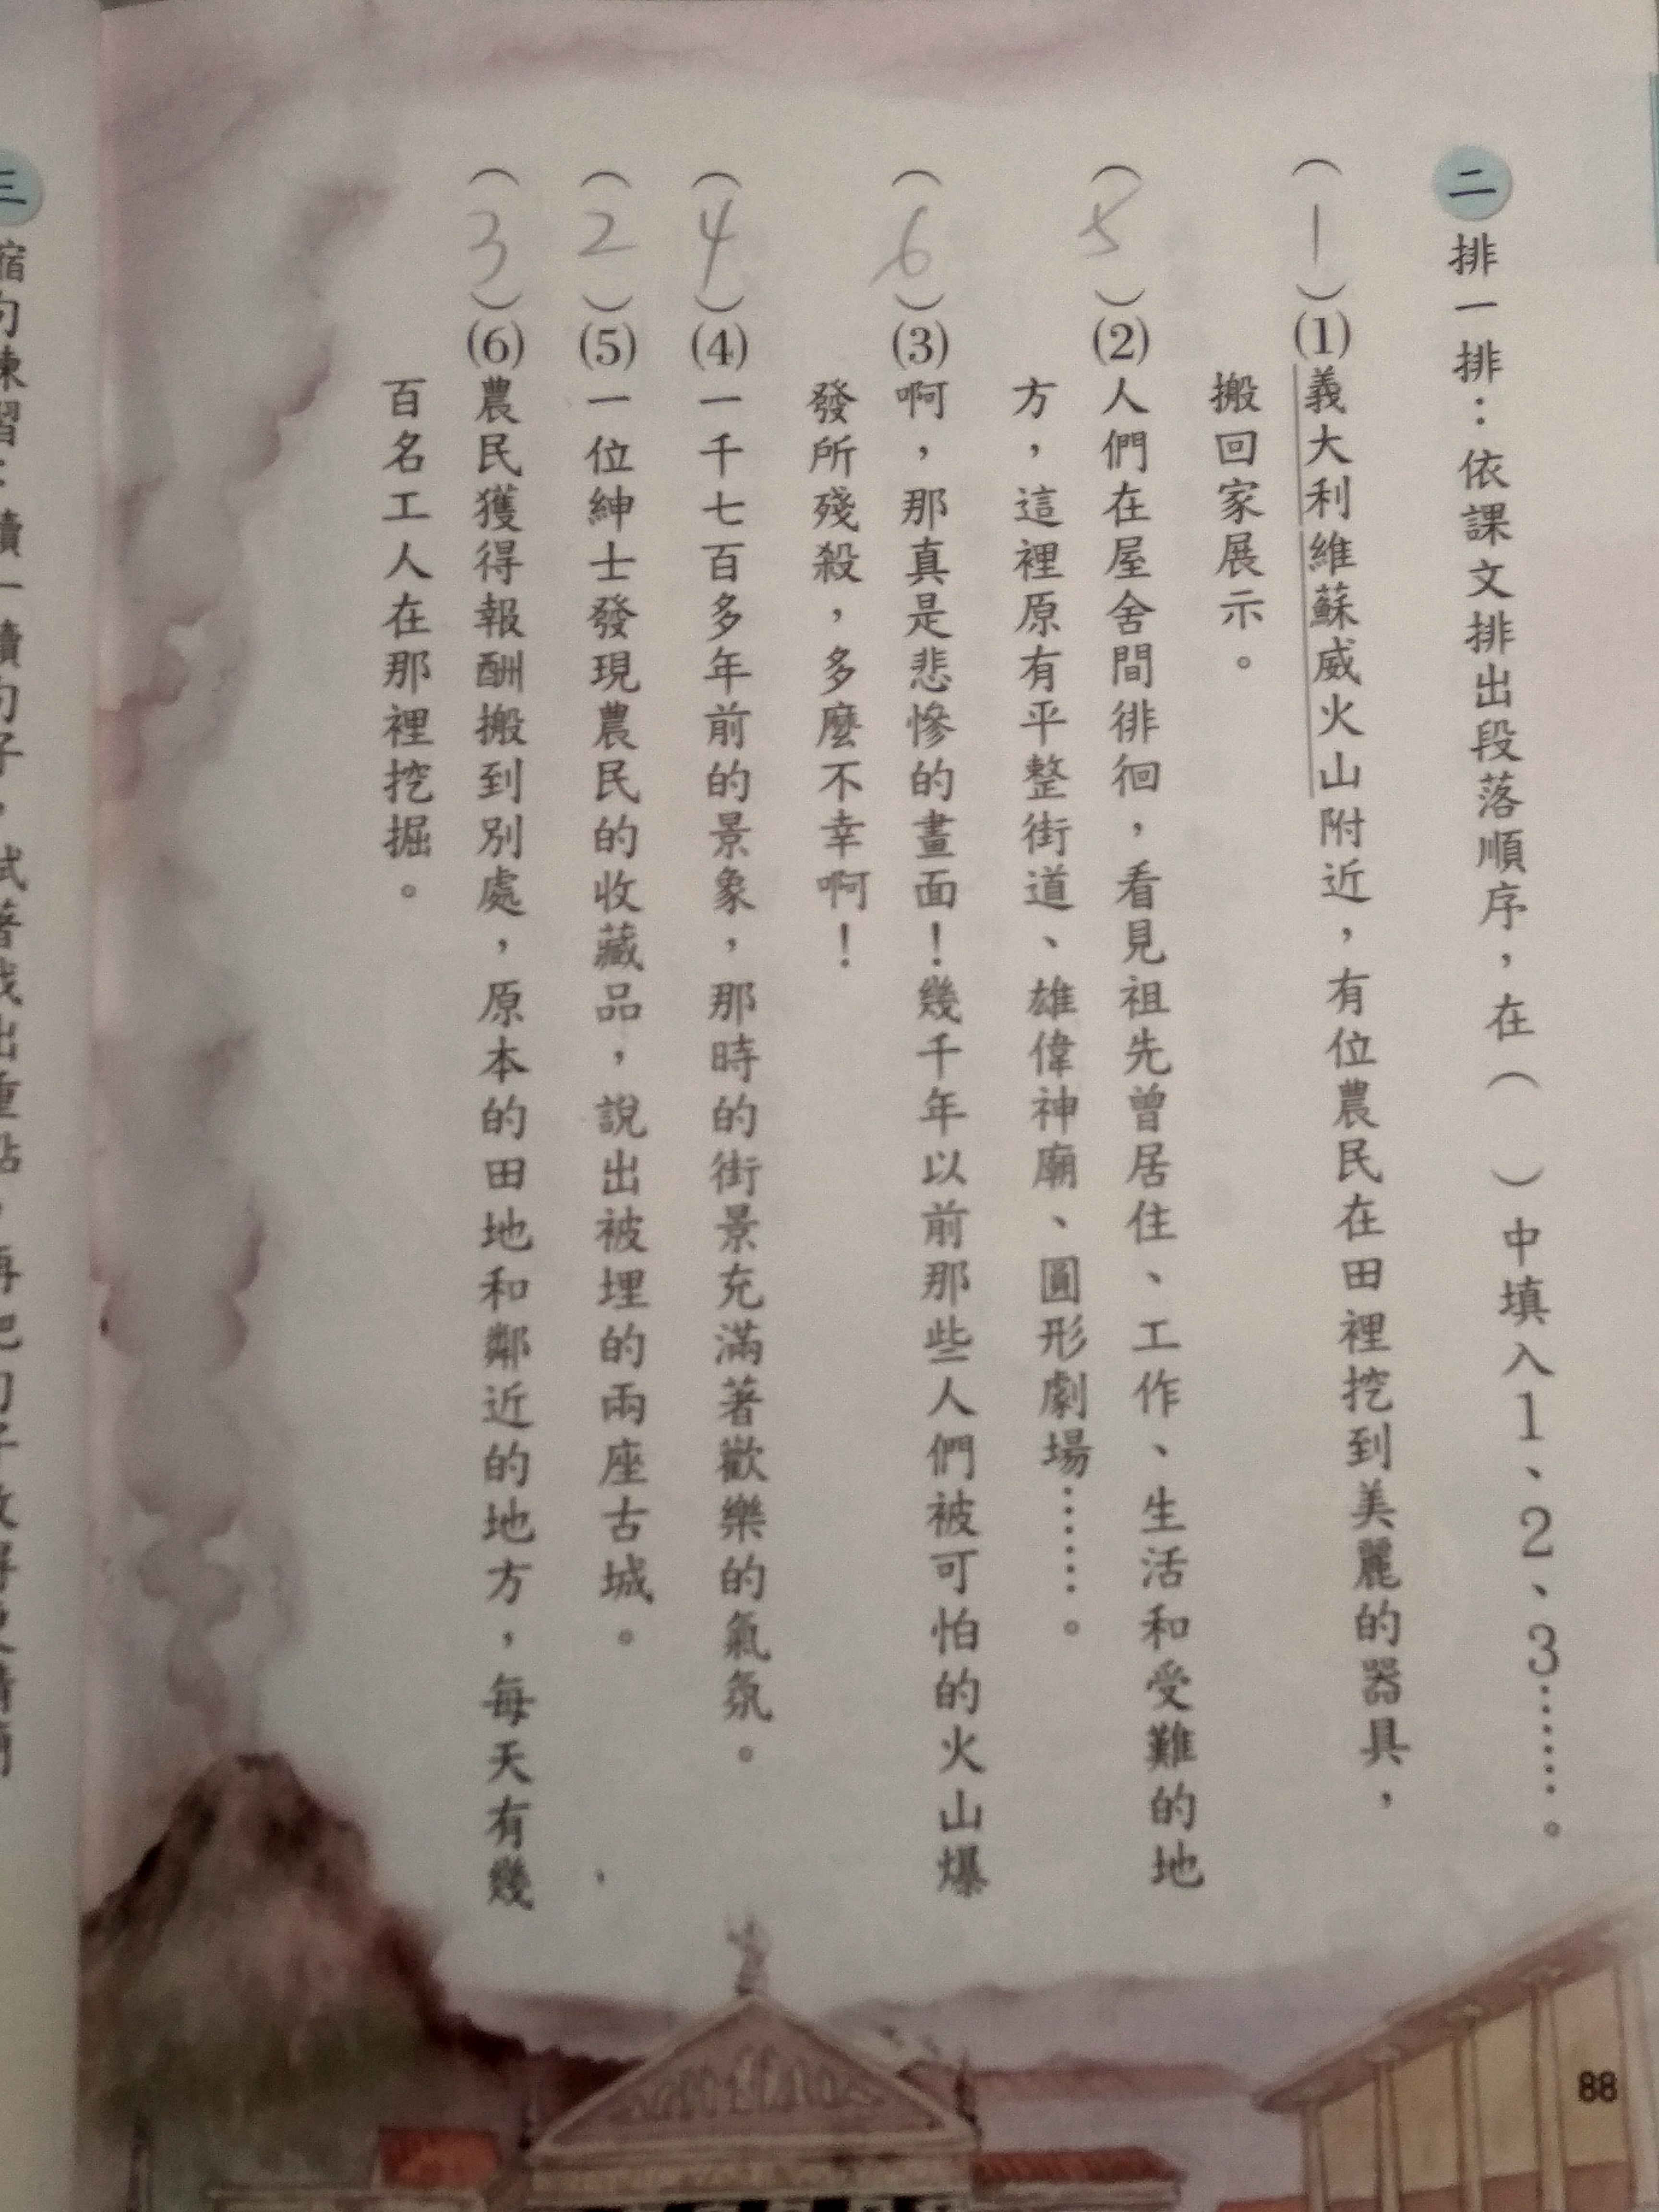 二 排一排：依課文排出段落順序，在（　）中填入1、2、3……。
（1）⑴義大利維蘇威火山附近，有位農民在田裡挖到美麗的器具，
搬回家展示。
（5）⑵人們在屋舍間徘徊，看見祖先曾居住、工作、生活和受難的地
方，這裡原有平整街道、雄偉神廟、圓形劇場……。
（6）⑶啊，那真是悲慘的畫面！幾千年以前那些人們被可怕的火山爆
發所殘殺，多麼不幸啊！
（4）⑷一千七百多年前的景象，那時的街景充滿著歡樂的氣氛。
（2）⑸一位紳士發現農民的收藏品，說出被埋的兩座古城。
（3）⑹農民獲得報酬搬到別處，原本的田地和鄰近的地方，每天有幾
百名工人在那裡挖掘。
88